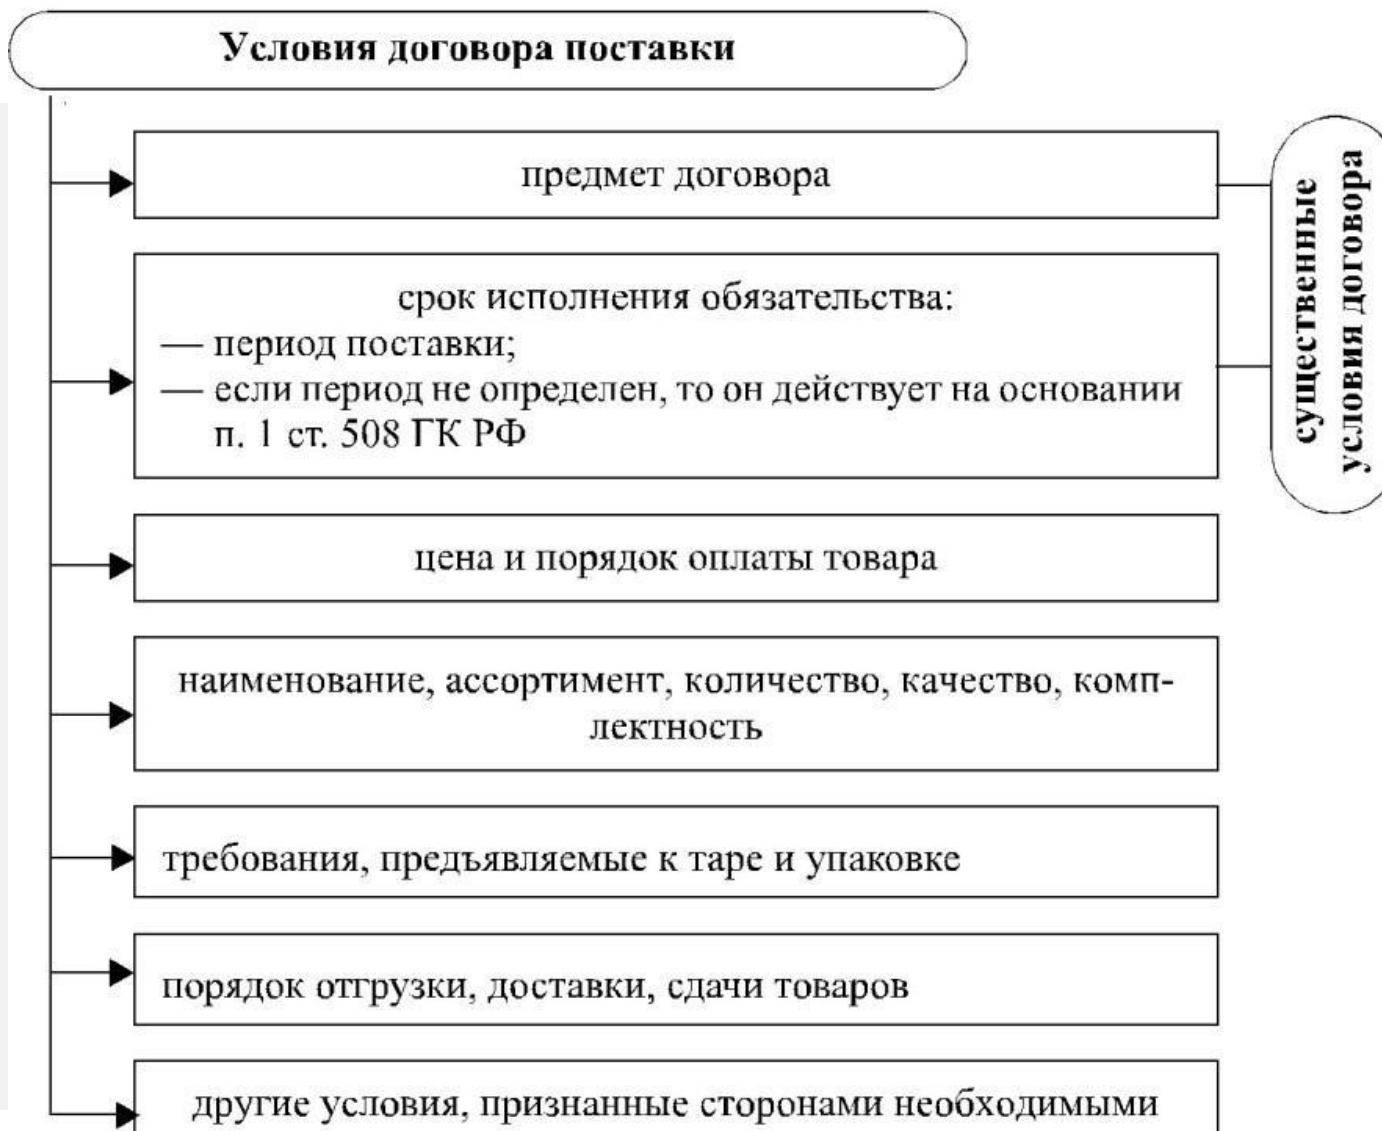 Условия договора поставки
предмет договора
срок исполнения обязательства:
— период поставки;
— если период не определен, то он действует на основании
п. 1 ст. 508 ГК РФ
цена и порядок оплаты товара
наименование, ассортимент, количество, качество, комп-
лектность
требования, предъявляемые к таре и упаковке
порядок отгрузки, доставки, сдачи товаров
другие условия, признанные сторонами необходимыми
существенные
условия договора